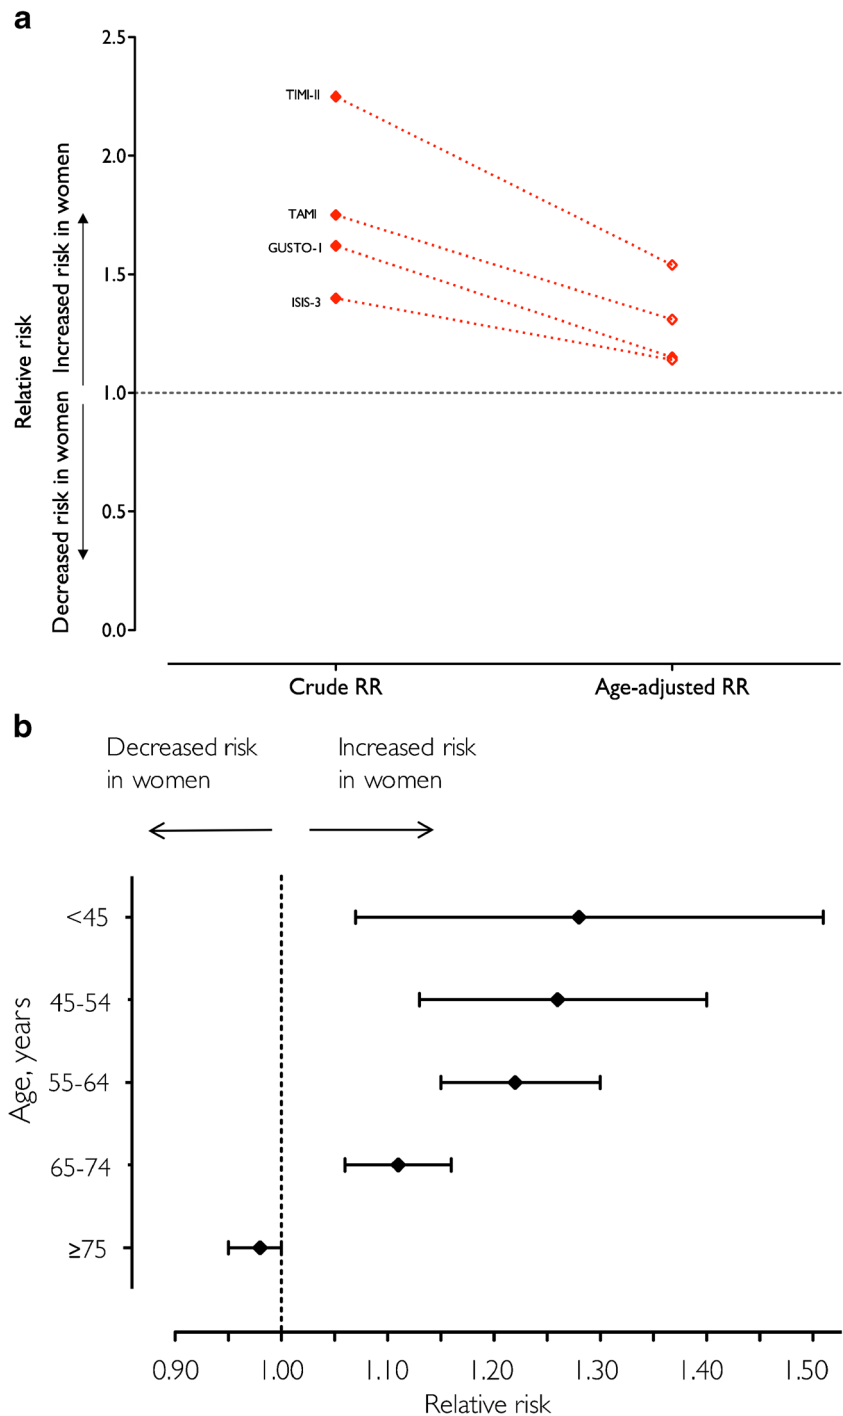 a
2.5
2.0
1.5
1.0
0.5
0.0
Relative risk
Decreased risk in women
Increased risk in women
TIMI-II
TAMI
GUSTO-I
ISIS-3
Crude RR
Age-adjusted RR
b
Decreased risk
in women
Increased risk
in women
Age, years
<45
45-54
55-64
65-74
≥75
0.90
1.00
1.10
1.20
1.30
1.40
1.50
Relative risk